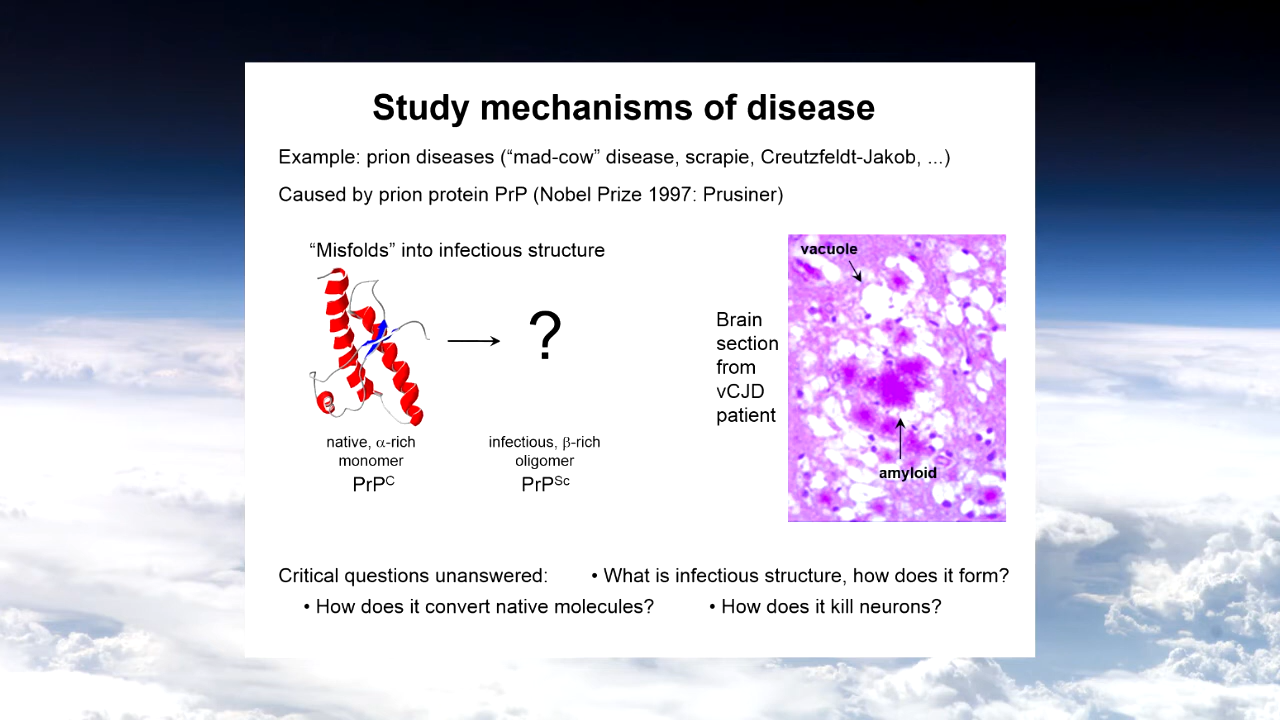 Study mechanisms of disease
Example: prion diseases (“mad-cow” disease, scrapie, Creutzfeldt-Jakob, ...)
Caused by prion protein PrP (Nobel Prize 1997: Prusiner)
“Misfolds” into infectious structure
?
native, α-rich
monomer
PrPC
infectious, β-rich
oligomer
PrPSc
Brain
section
from
vCJD
patient
vacuole
amyloid
Critical questions unanswered:
• What is infectious structure, how does it form?
• How does it convert native molecules?
• How does it kill neurons?